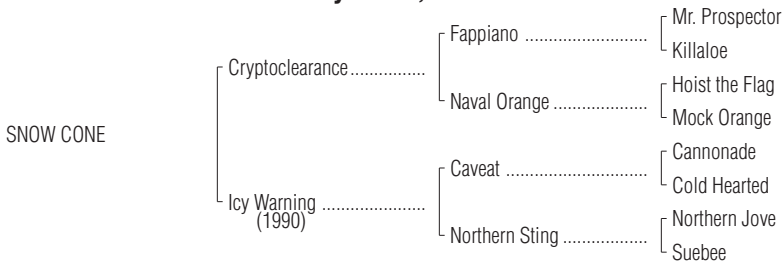 Mr. Prospector
Fappiano ..............................
Killaloe
Cryptoclearance................
Hoist the Flag
Naval Orange .......................
Mock Orange
SNOW CONE
Cannonade
Caveat ...................................
Cold Hearted
Icy Warning .........................
(1990)
Northern Jove
Northern Sting .....................
Suebee